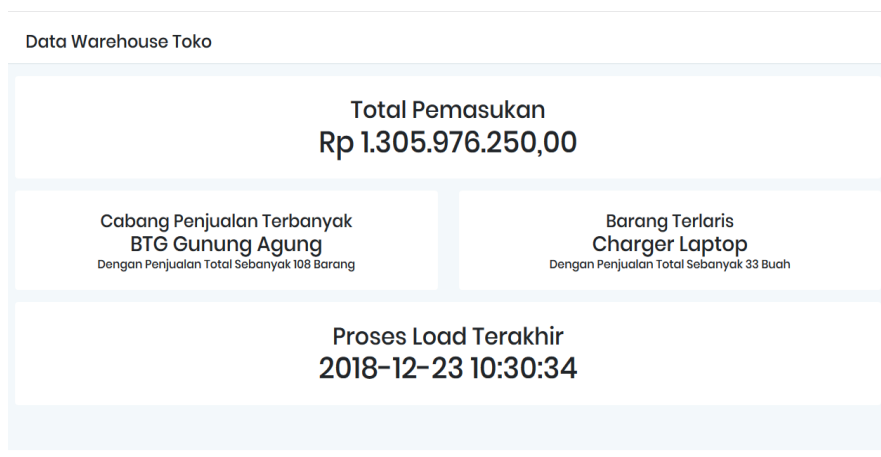 Data Warehouse Toko
Total Pemasukan
Rp 1.305.976.250,00
Cabang Penjualan Terbanyak
BTG Gunung Agung
Dengan Penjualan Total Sebanyak 108 Barang
Barang Terlaris
Charger Laptop
Dengan Penjualan Total Sebanyak 33 Buah
Proses Load Terakhir
2018-12-23 10:30:34